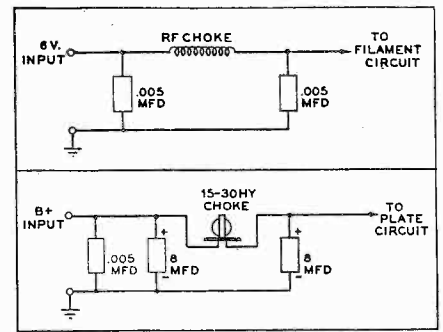 6V.
INPUT
RF CHOKE
TO
FILAMENT
CIRCUIT
.005
MFD
.005
MFD
B+
INPUT
15-30HY
CHOKE
TO
PLATE
CIRCUIT
.005
MFD
+
8
MFD
-
+
8
MFD
-